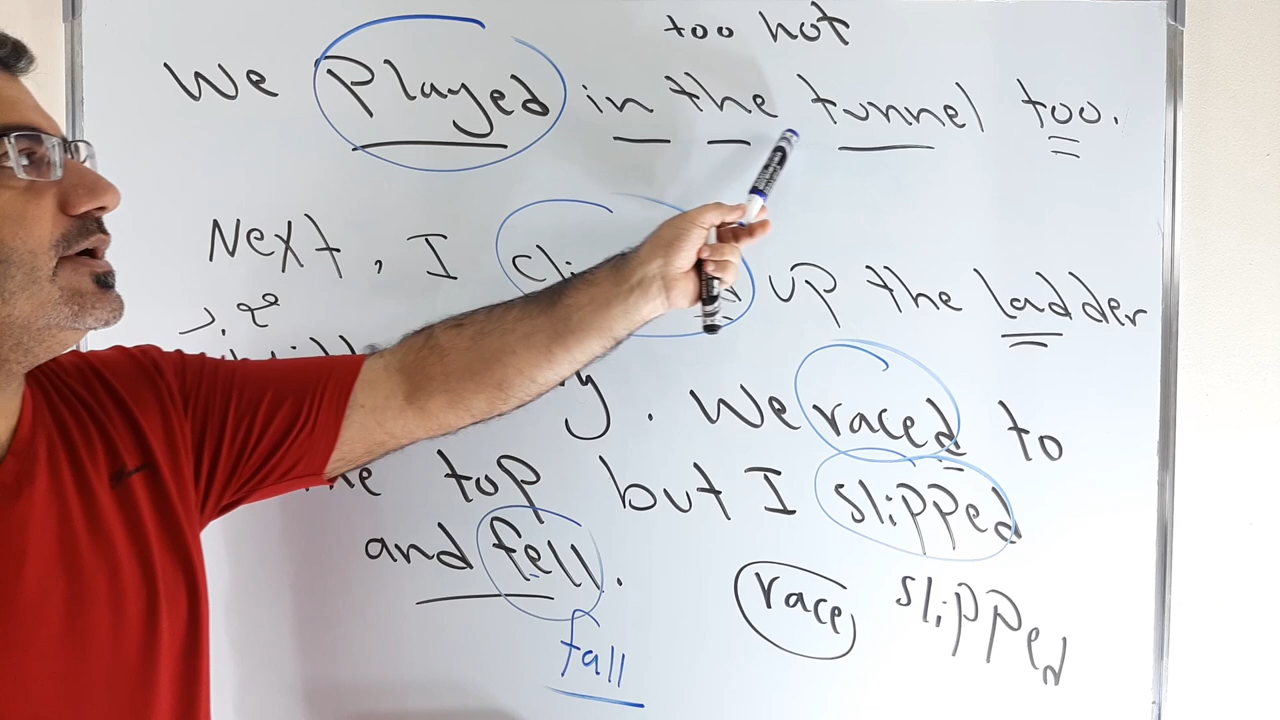 too hot
We Played in the tunnel too.
Next, I up the ladder
. We raced to
top but I slipped
and fell.
race slipped
fall